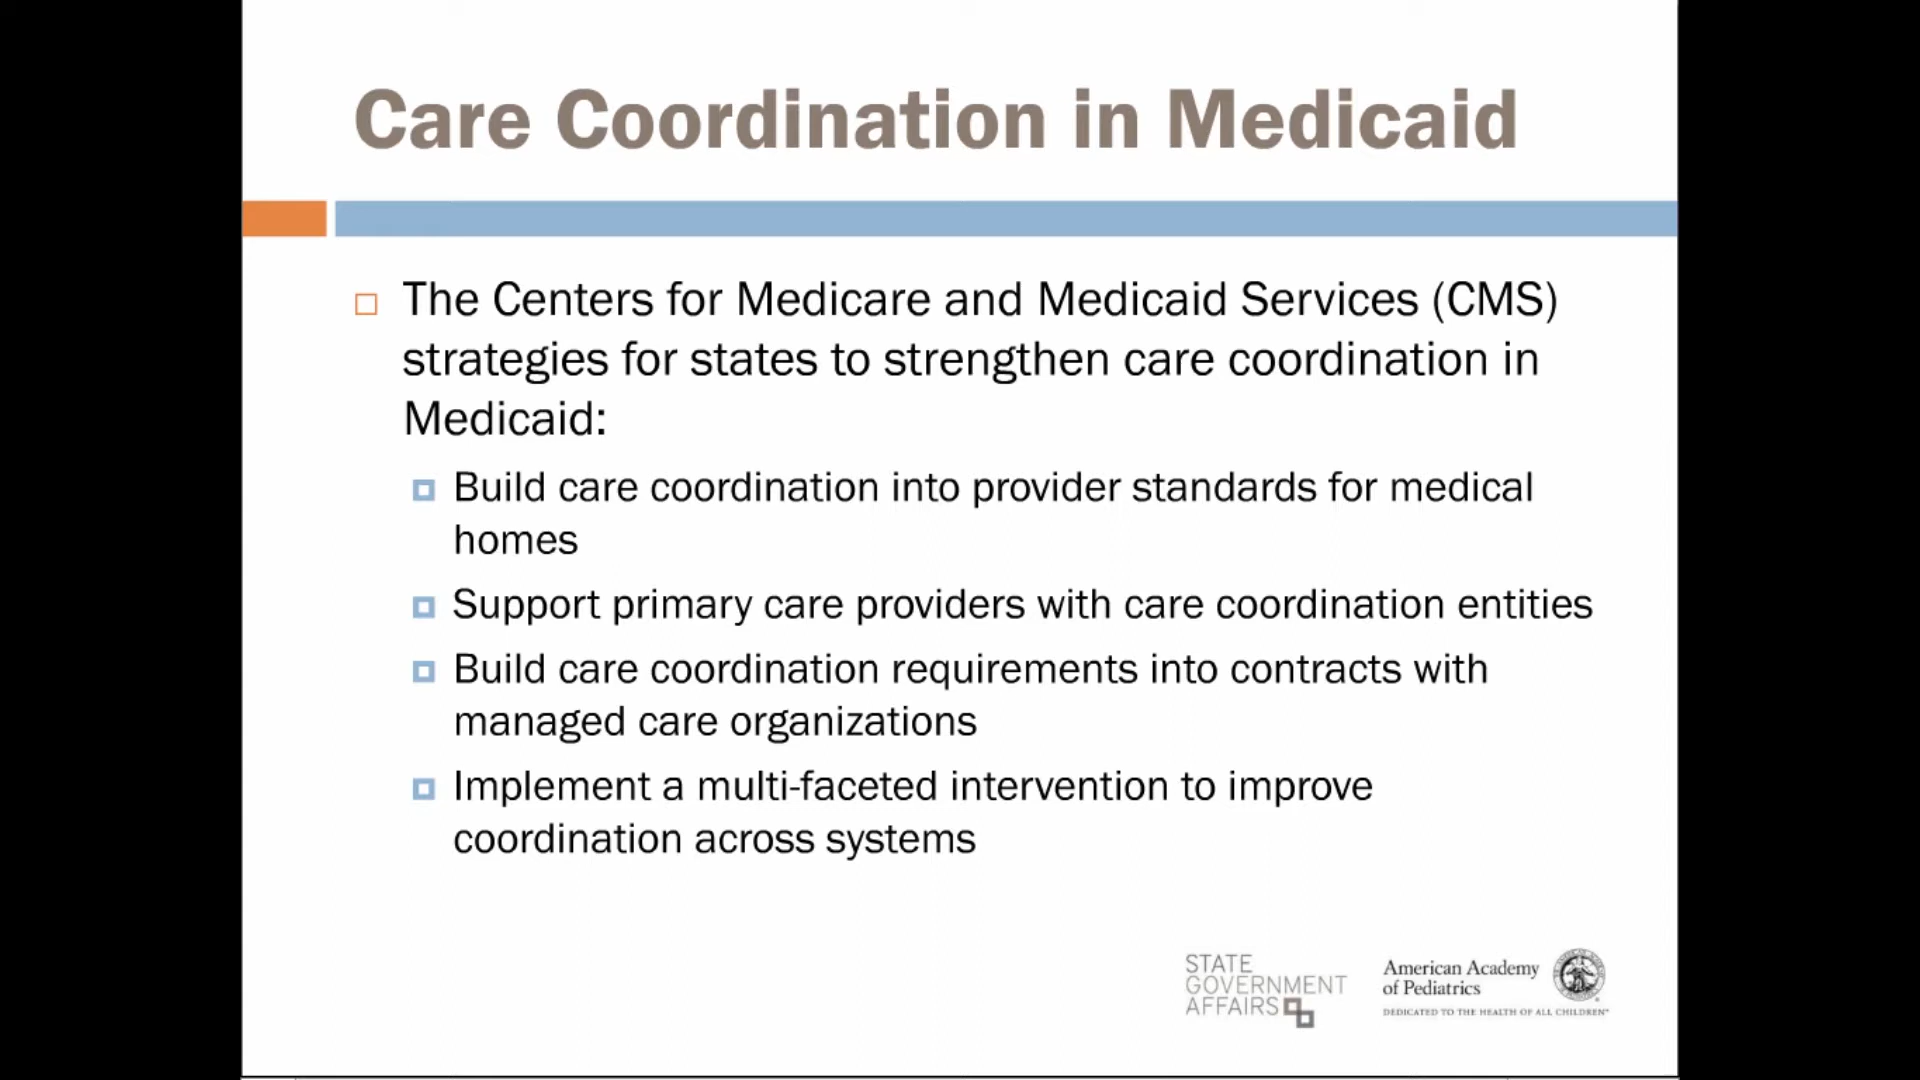 Care Coordination in Medicaid
The Centers for Medicare and Medicaid Services (CMS)
strategies for states to strengthen care coordination in
Medicaid:
Build care coordination into provider standards for medical
homes
Support primary care providers with care coordination entities
Build care coordination requirements into contracts with
managed care organizations
Implement a multi-faceted intervention to improve
coordination across systems
STATE
GOVERNMENT
AFFAIRS
American Academy
of Pediatrics
DEDICATED TO THE HEALTH OF ALL CHILDREN®